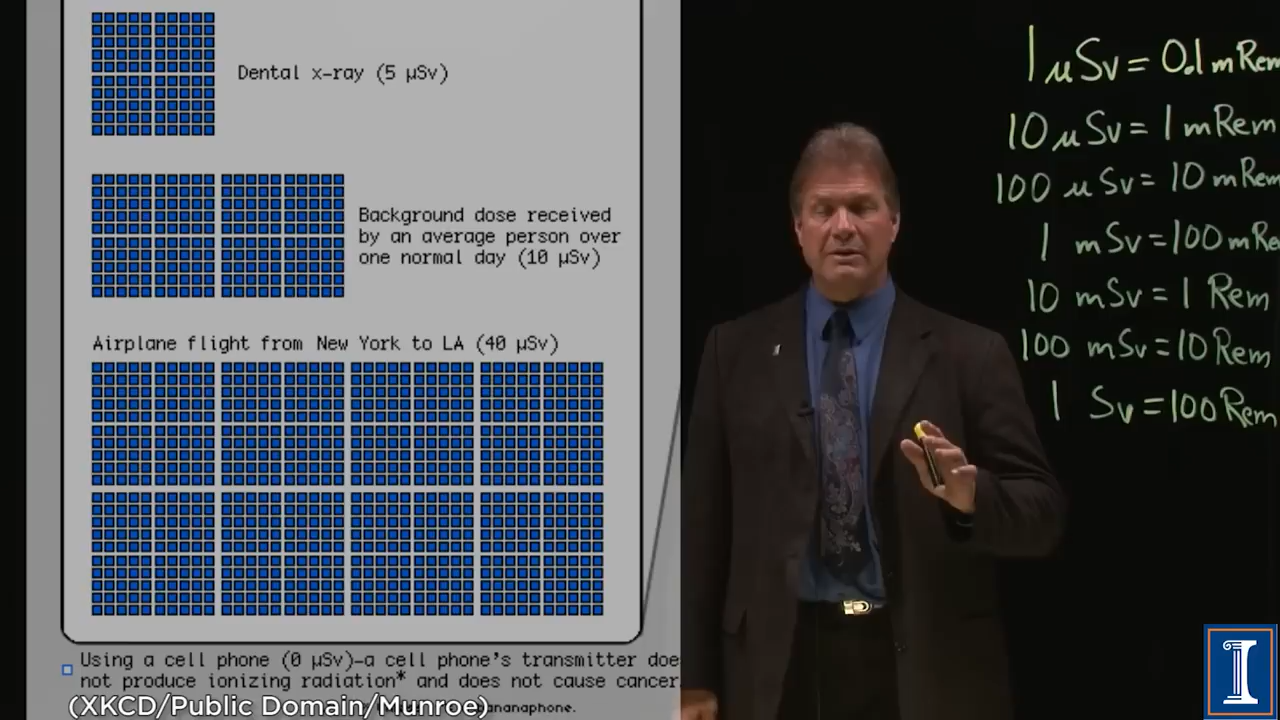 Dental x-ray (5 µSv)
Background dose received
by an average person over
one normal day (10 µSv)
Airplane flight from New York to LA (40 µSv)
Using a cell phone (0 µSv)–a cell phone's transmitter doe
not produce ionizing radiation* and does not cause cancer.
bananaphone.
(XKCD/Public Domain/Munroe)
1 µSv = 0.1 mRem
10 µSv = 1 mRem
100 µSv = 10 mRem
1 mSv = 100 mRe
10 mSv = 1 Rem
100 mSv = 10 Rem
1 Sv = 100 Rem
I